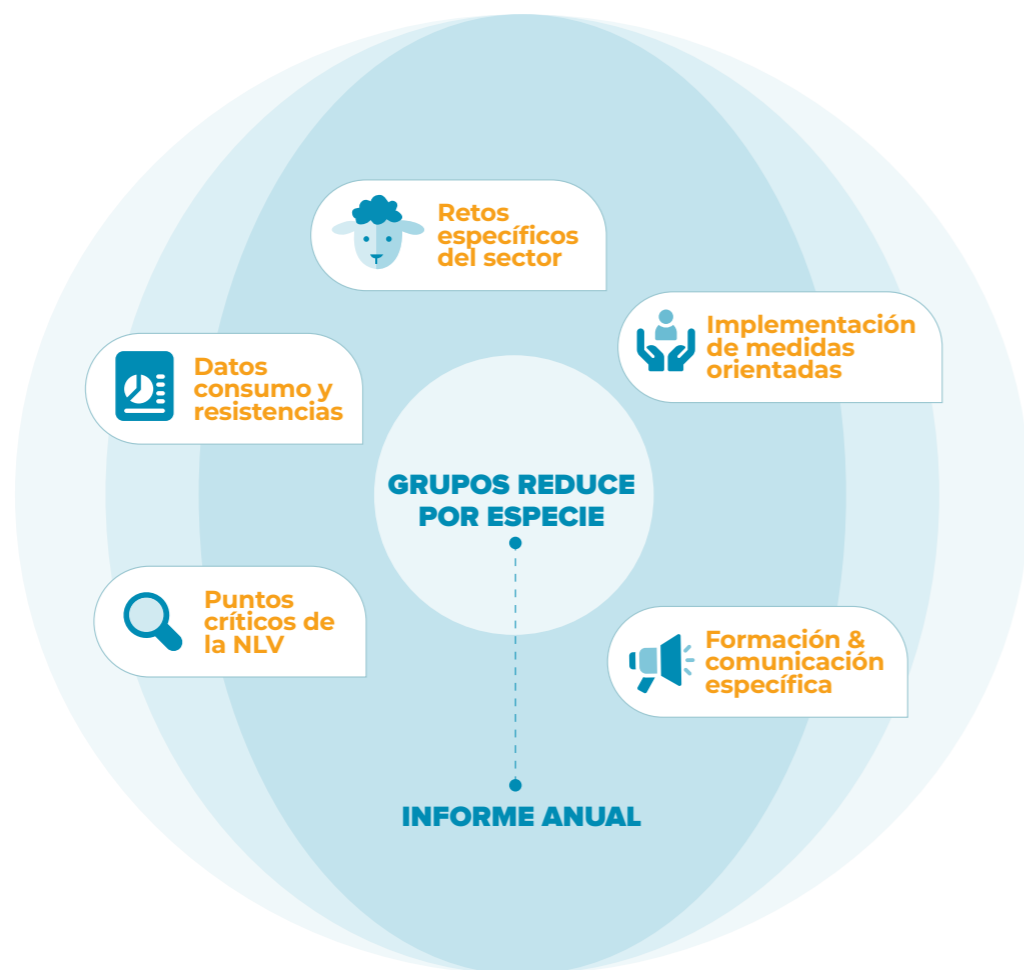 Retos
específicos
del sector
Implementación
de medidas
orientadas
Datos
consumo y
resistencias
GRUPOS REDUCE
POR ESPECIE
Puntos
críticos de
la NLV
Formación &
comunicación
específica
INFORME ANUAL